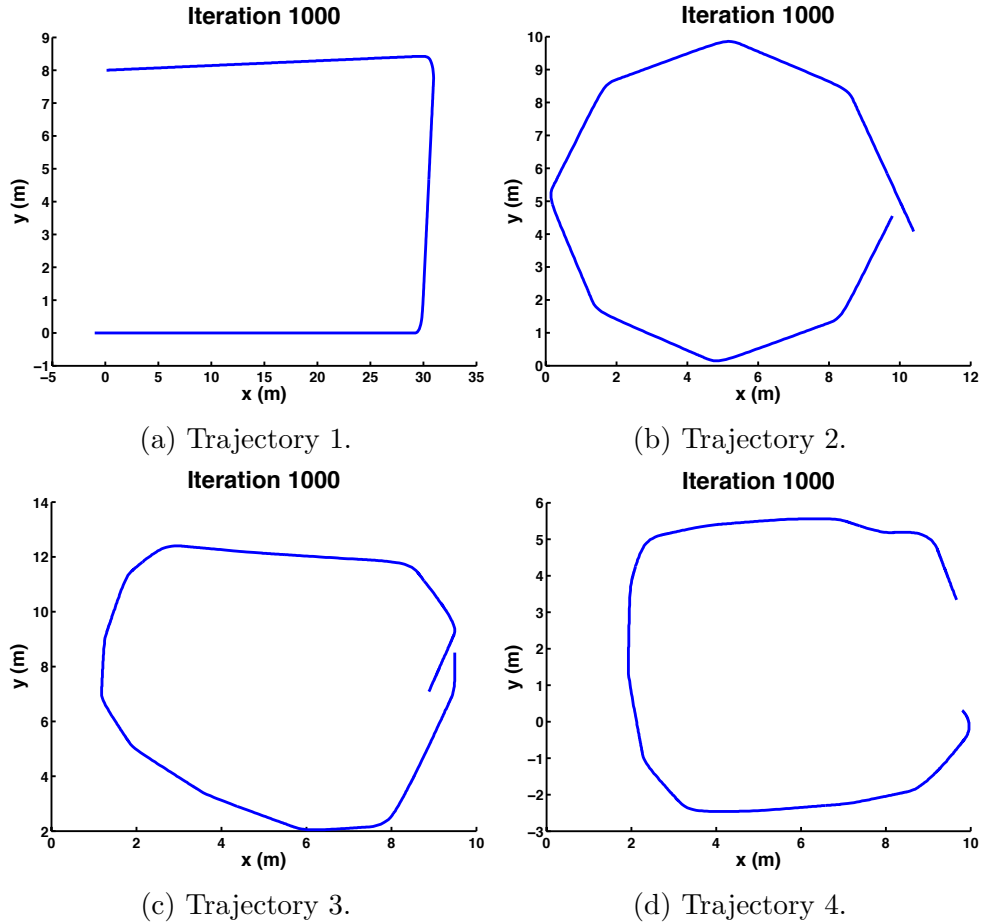 Iteration 1000
9
8
7
6
5
4
3
2
1
0
−1
y (m)
−5 0 5 10 15 20 25 30 35
x (m)
(a) Trajectory 1.
Iteration 1000
10
9
8
7
6
5
4
3
2
1
0
y (m)
0 2 4 6 8 10 12
x (m)
(b) Trajectory 2.
Iteration 1000
14
12
10
8
6
4
2
y (m)
0 2 4 6 8 10
x (m)
(c) Trajectory 3.
Iteration 1000
6
5
4
3
2
1
0
−1
−2
−3
y (m)
0 2 4 6 8 10
x (m)
(d) Trajectory 4.